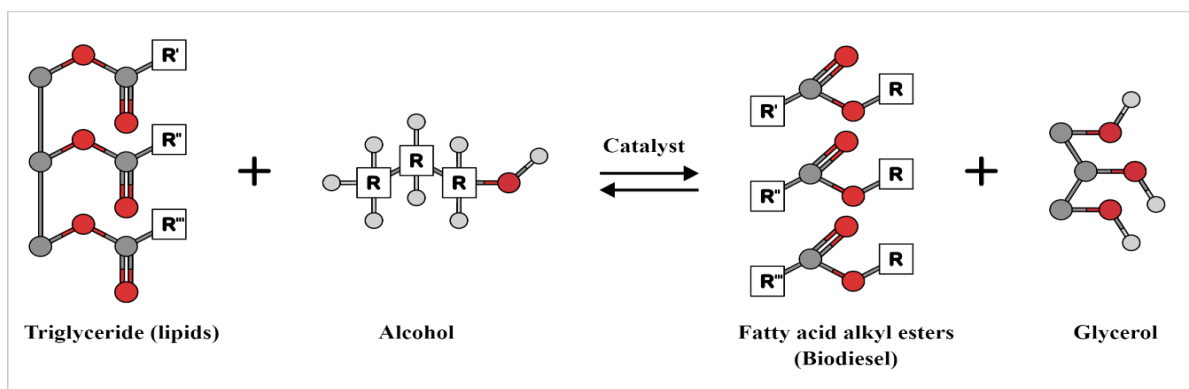 R'
R''
R'''
R
R
R
Catalyst
R'
R
R''
R
R'''
R
Triglyceride (lipids)
Alcohol
Fatty acid alkyl esters
(Biodiesel)
Glycerol